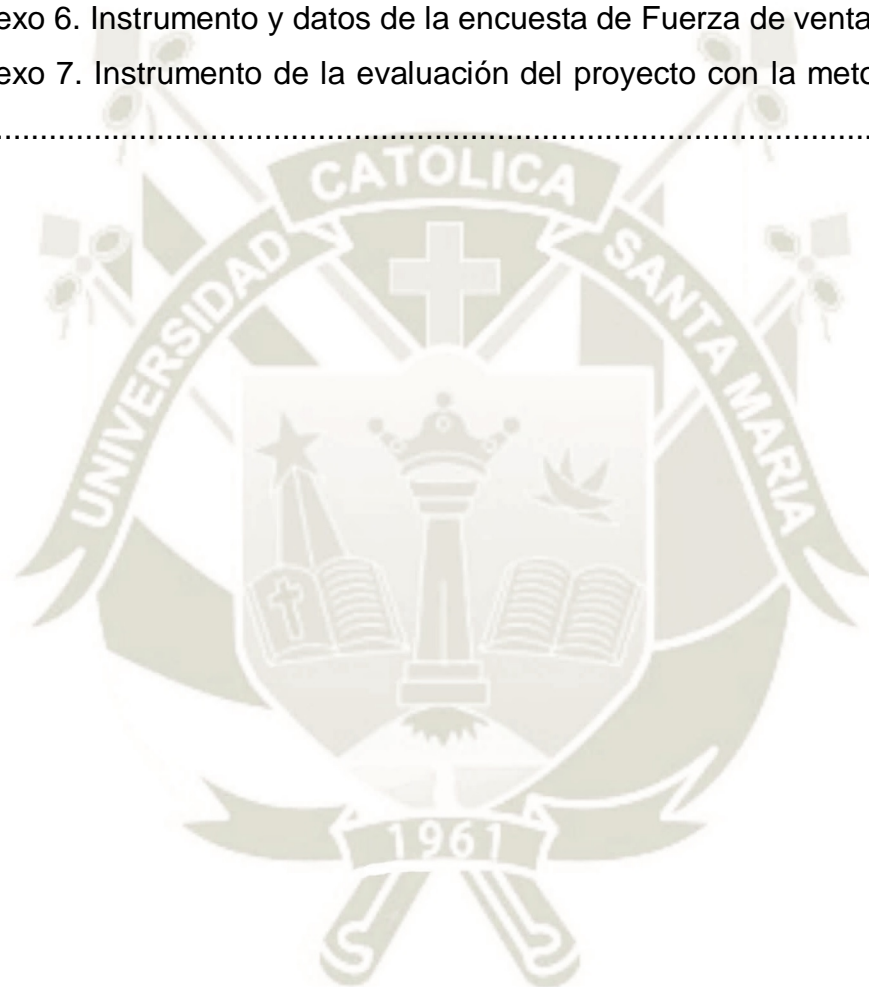 exo 6. Instrumento y datos de la encuesta de Fuerza de venta
exo 7. Instrumento de la evaluación del proyecto con la meto
CATOLICA
UNIVERSIDAD
SANTA MARIA
1961